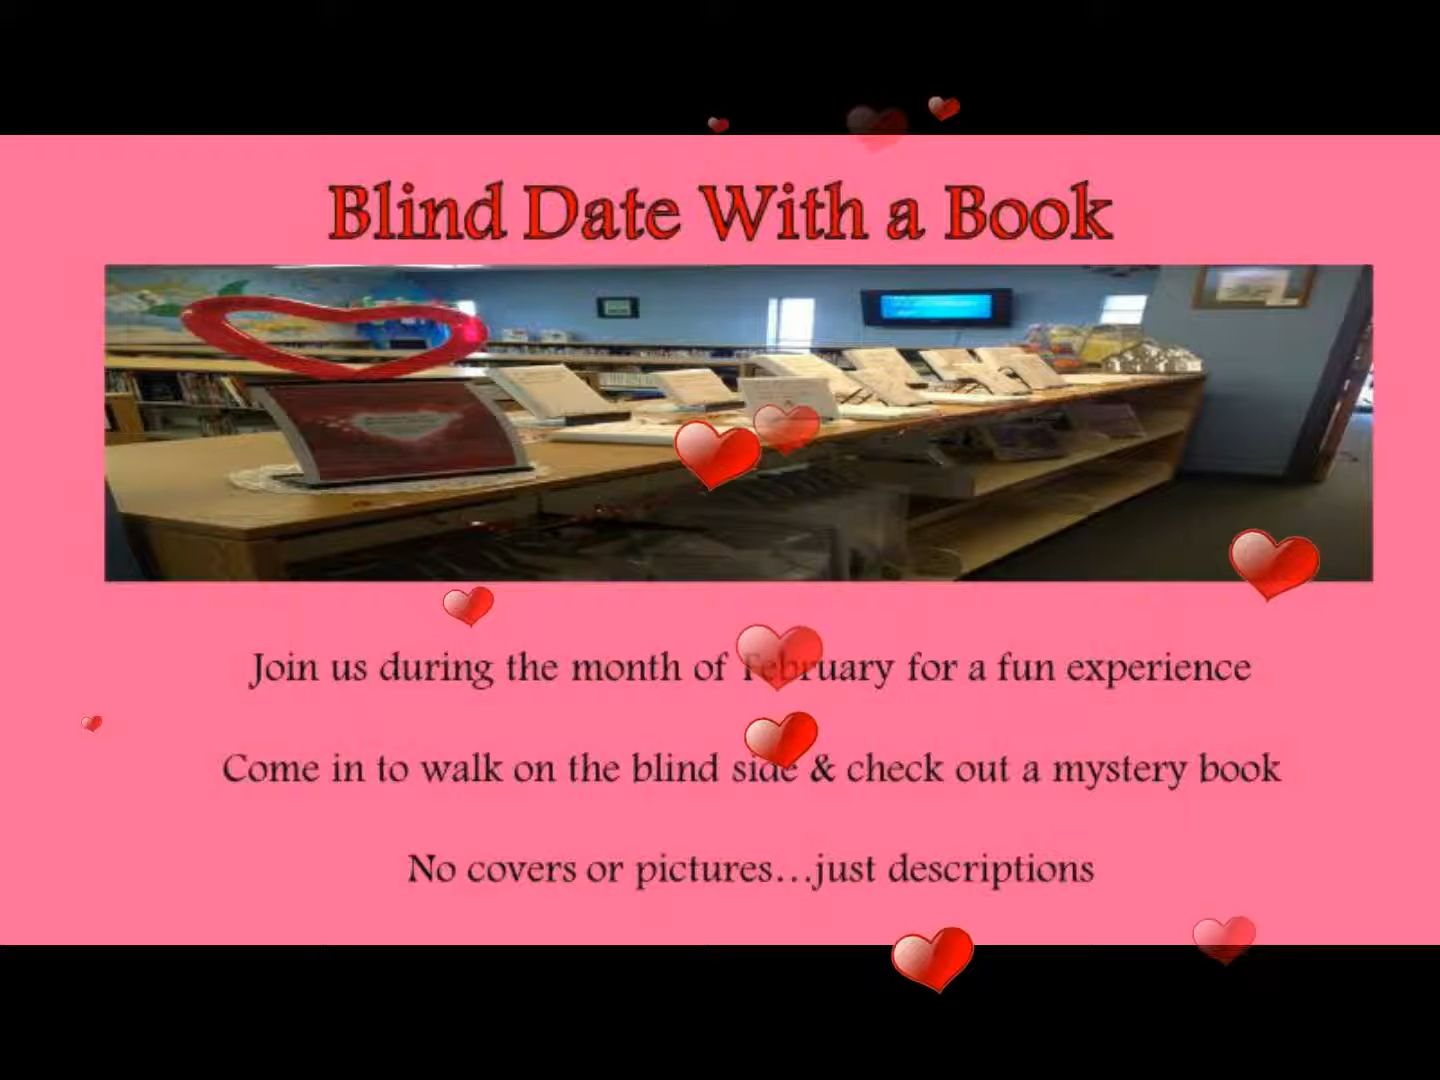 Blind Date With a Book
Join us during the month of February for a fun experience
Come in to walk on the blind side & check out a mystery book
No covers or pictures...just descriptions